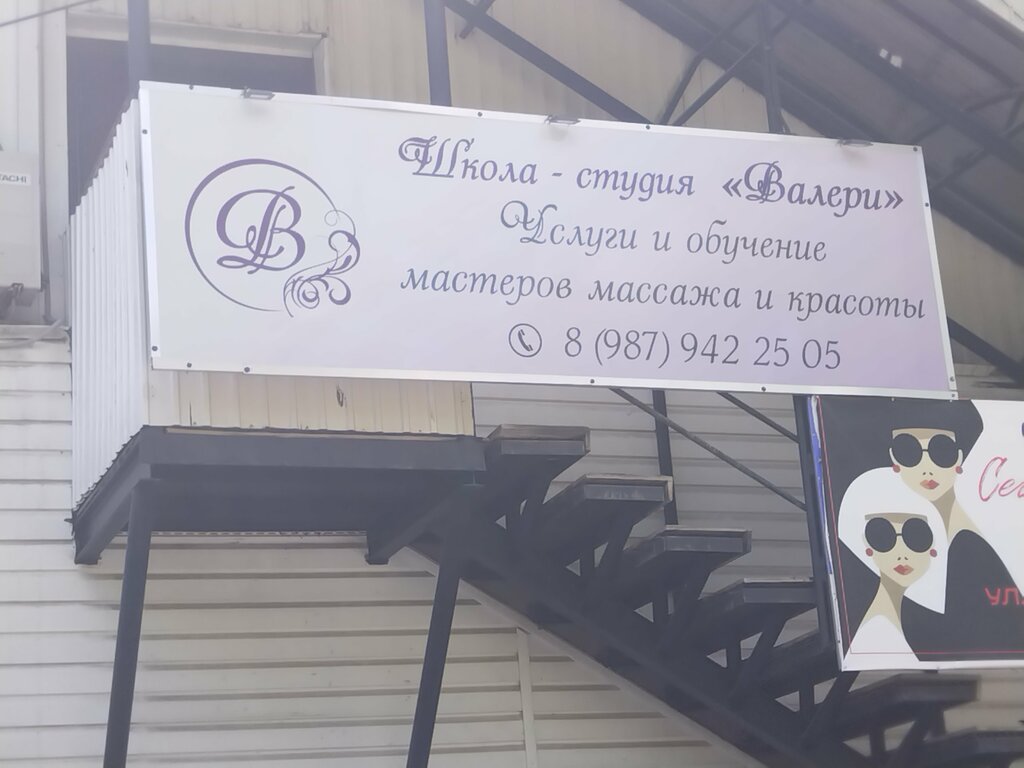 Школа - студия «Валери»
Услуги и обучение
мастеров массажа и красоты
8 (987) 942 25 05
В